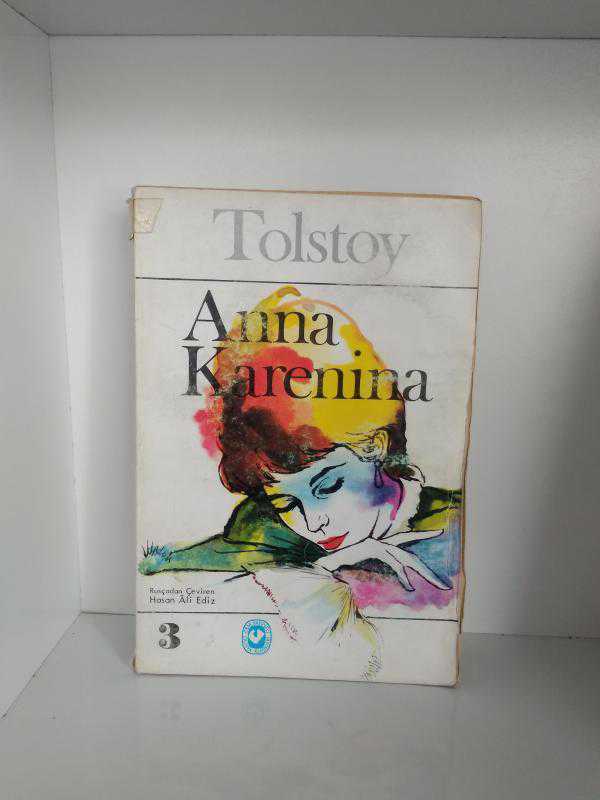 Tolstoy
Anna
Karenina
Rusçadan Çeviren
Hasan Âli Ediz
3